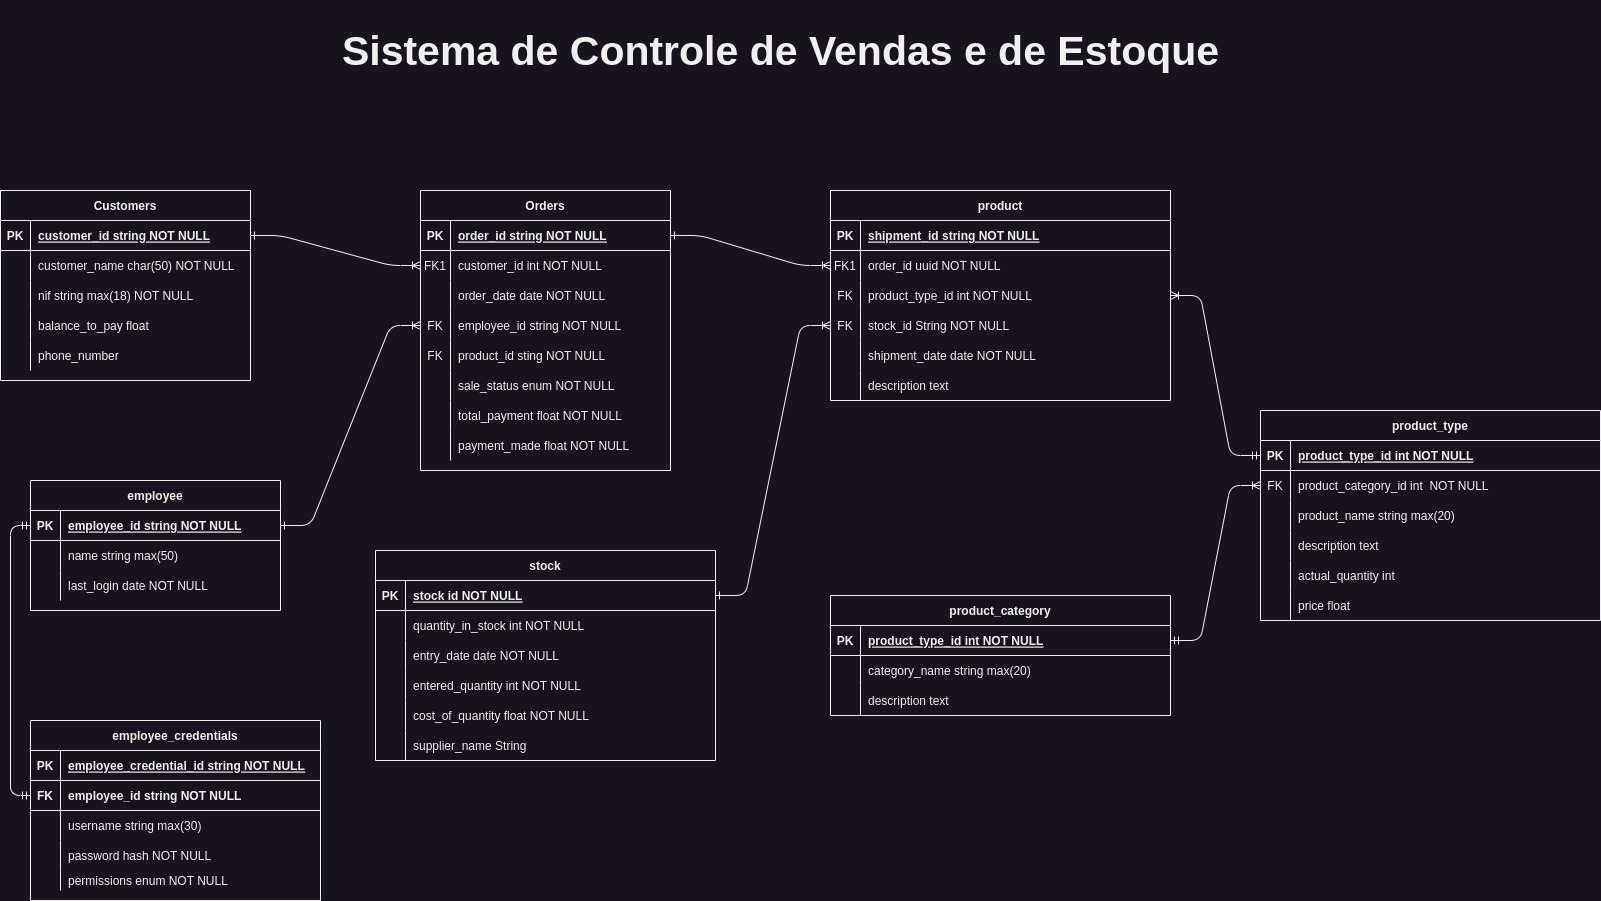 Sistema de Controle de Vendas e de Estoque
Customers
PK customer_id string NOT NULL
customer_name char(50) NOT NULL
nif string max(18) NOT NULL
balance_to_pay float
phone_number
Orders
PK order_id string NOT NULL
FK1 customer_id int NOT NULL
order_date date NOT NULL
FK employee_id string NOT NULL
FK product_id sting NOT NULL
sale_status enum NOT NULL
total_payment float NOT NULL
payment_made float NOT NULL
product
PK shipment_id string NOT NULL
FK1 order_id uuid NOT NULL
FK product_type_id int NOT NULL
FK stock_id String NOT NULL
shipment_date date NOT NULL
description text
product_type
PK product_type_id int NOT NULL
FK product_category_id int  NOT NULL
product_name string max(20)
description text
actual_quantity int
price float
employee
PK employee_id string NOT NULL
name string max(50)
last_login date NOT NULL
stock
PK stock id NOT NULL
quantity_in_stock int NOT NULL
entry_date date NOT NULL
entered_quantity int NOT NULL
cost_of_quantity float NOT NULL
supplier_name String
product_category
PK product_type_id int NOT NULL
category_name string max(20)
description text
employee_credentials
PK employee_credential_id string NOT NULL
FK employee_id string NOT NULL
username string max(30)
password hash NOT NULL
permissions enum NOT NULL